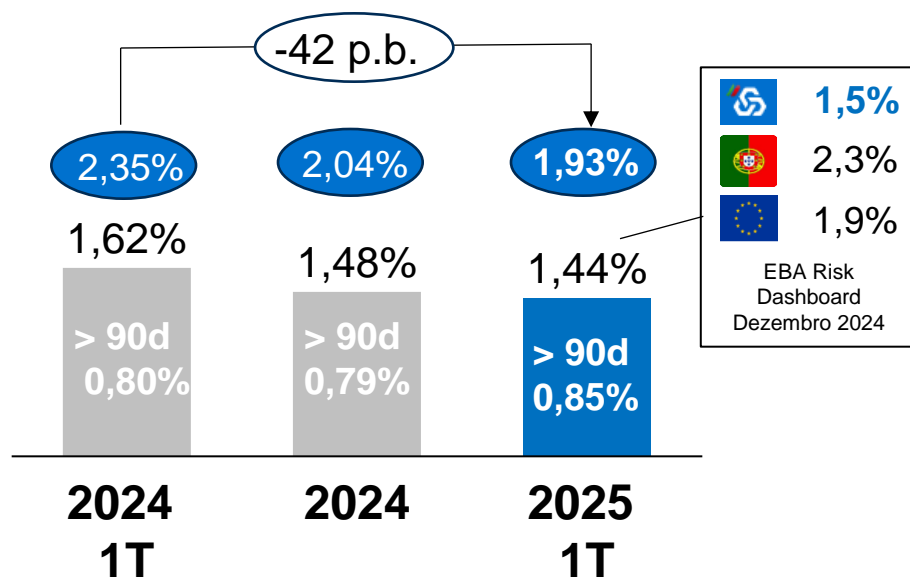 -42 p.b.
2,35%
2,04%
1,93%
1,5%
2,3%
1,9%
EBA Risk
Dashboard
Dezembro 2024
1,62%
1,48%
1,44%
> 90d
0,80%
> 90d
0,79%
> 90d
0,85%
2024
1T
2024
2025
1T